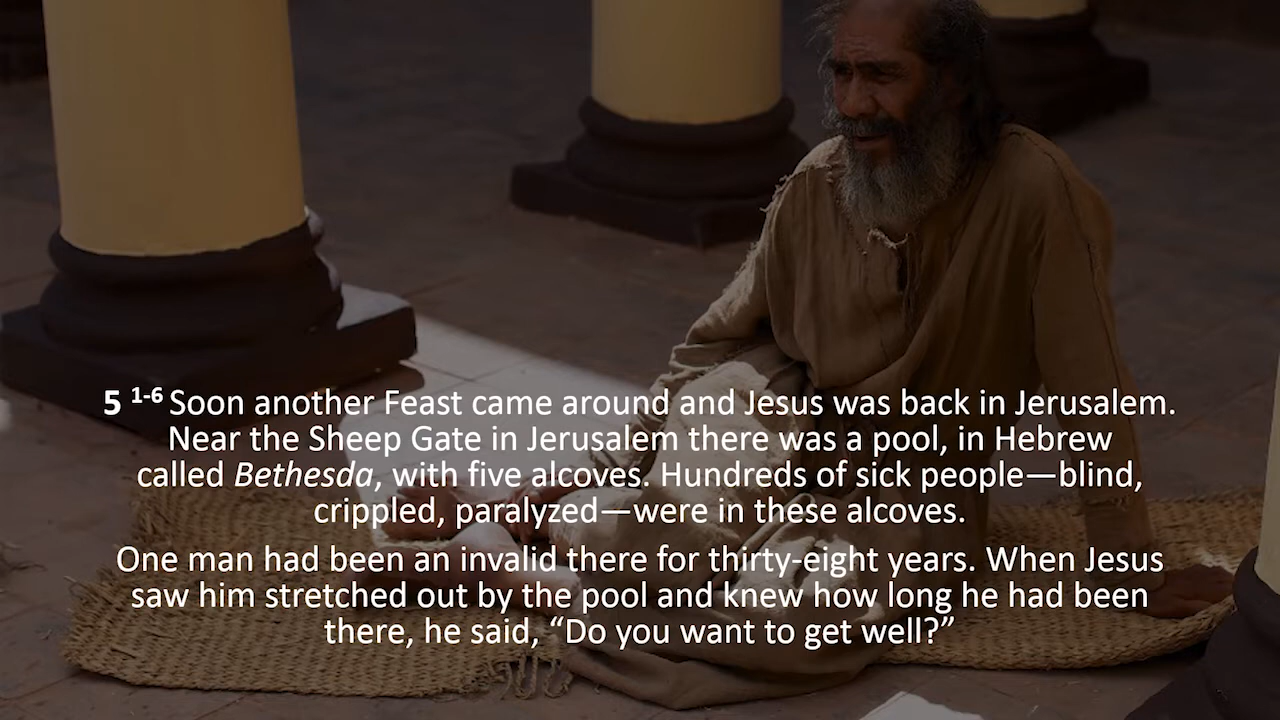 5 1-6 Soon another Feast came around and Jesus was back in Jerusalem.
Near the Sheep Gate in Jerusalem there was a pool, in Hebrew
called Bethesda, with five alcoves. Hundreds of sick people—blind,
crippled, paralyzed—were in these alcoves.
One man had been an invalid there for thirty-eight years. When Jesus
saw him stretched out by the pool and knew how long he had been
there, he said, “Do you want to get well?”